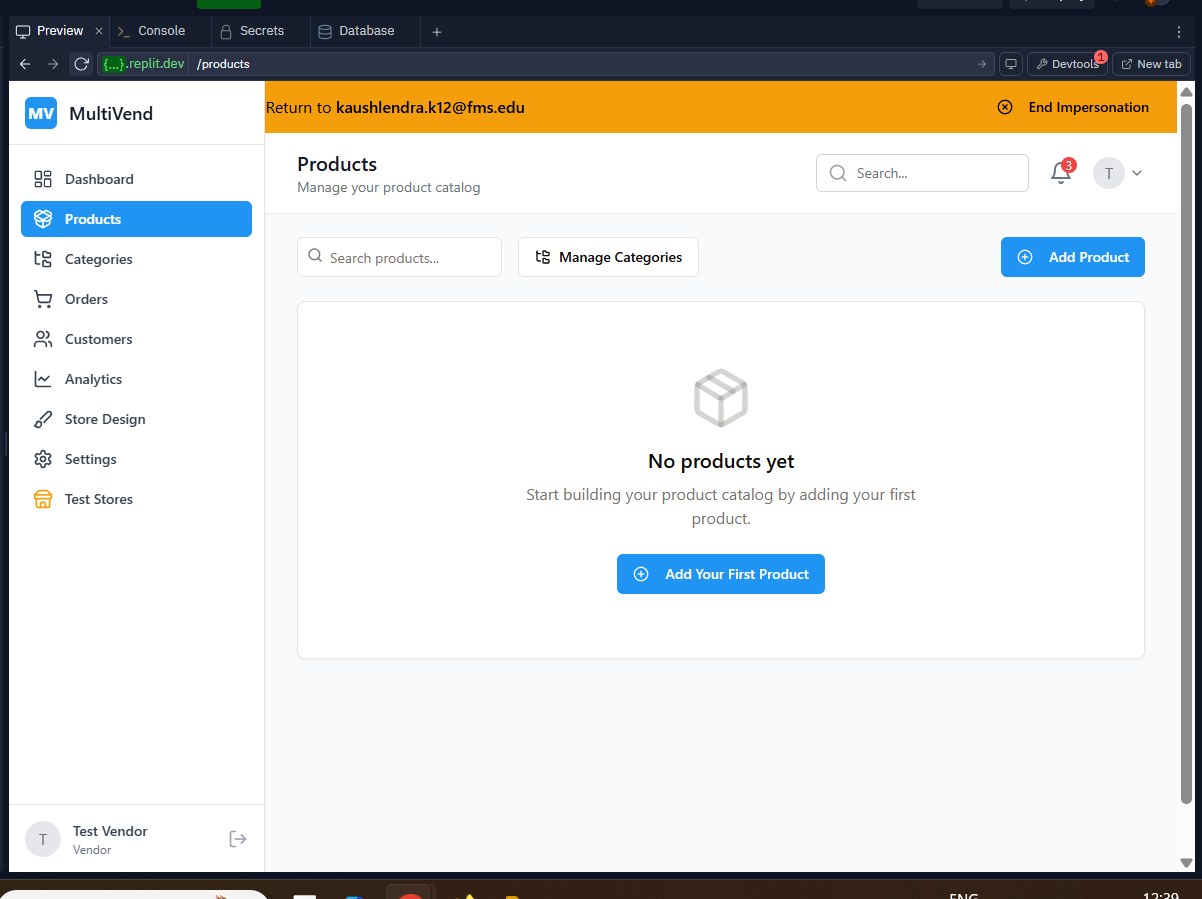 Preview
Console
Secrets
Database
{...}.replit.dev
/products
Devtools
1
New tab
MV
MultiVend
Return to kaushlendra.k12@fms.edu
End Impersonation
Dashboard
Products
Categories
Orders
Customers
Analytics
Store Design
Settings
Test Stores
Products
Manage your product catalog
Search...
3
T
Search products...
Manage Categories
Add Product
No products yet
Start building your product catalog by adding your first
product.
Add Your First Product
T
Test Vendor
Vendor
ENG
12:39